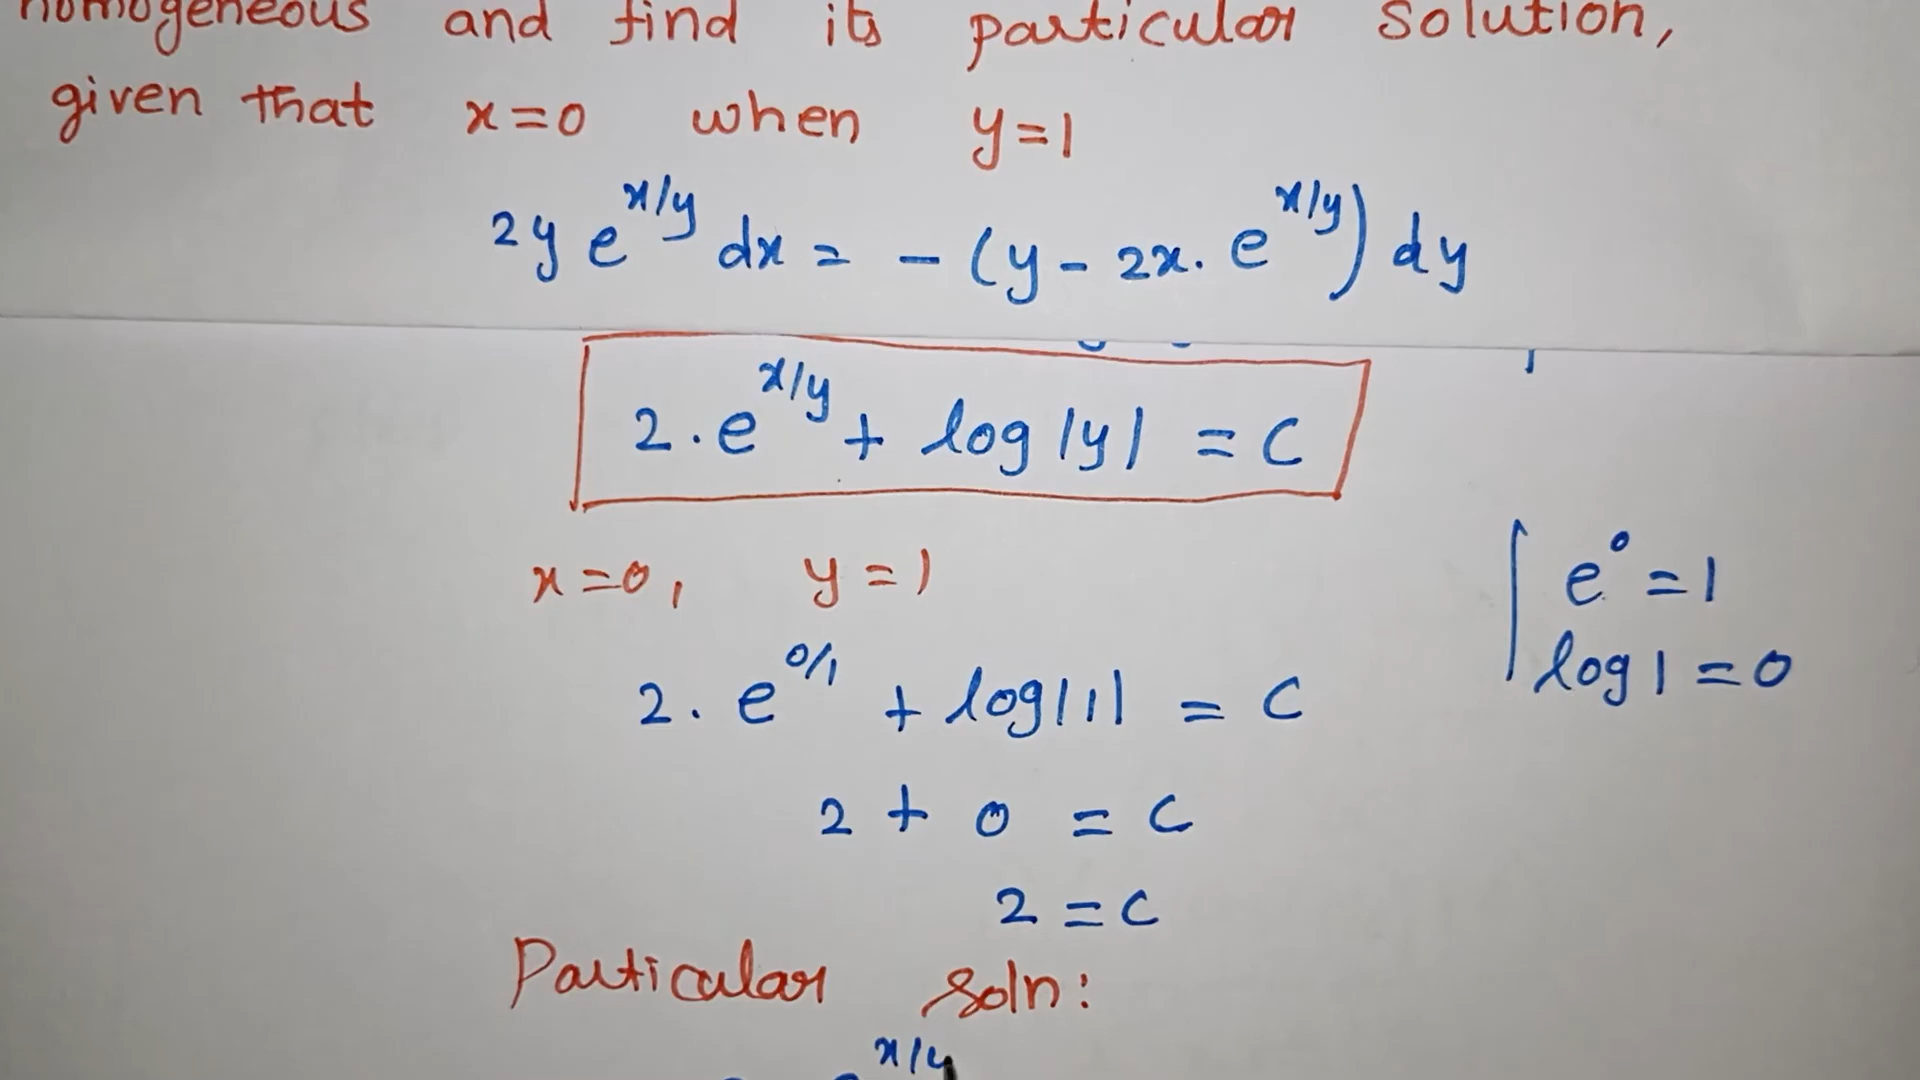 homogeneous and find its particular solution,
given that x=0 when y=1
2y e^{x/y} dx = - (y - 2x. e^{x/y}) dy
2. e^{x/y} + log |y| = C
x=0, y=1
e^0 = 1
log 1 = 0
2. e^{0/1} + log|1| = C
2 + 0 = C
2 = C
Particular soln:
x/y